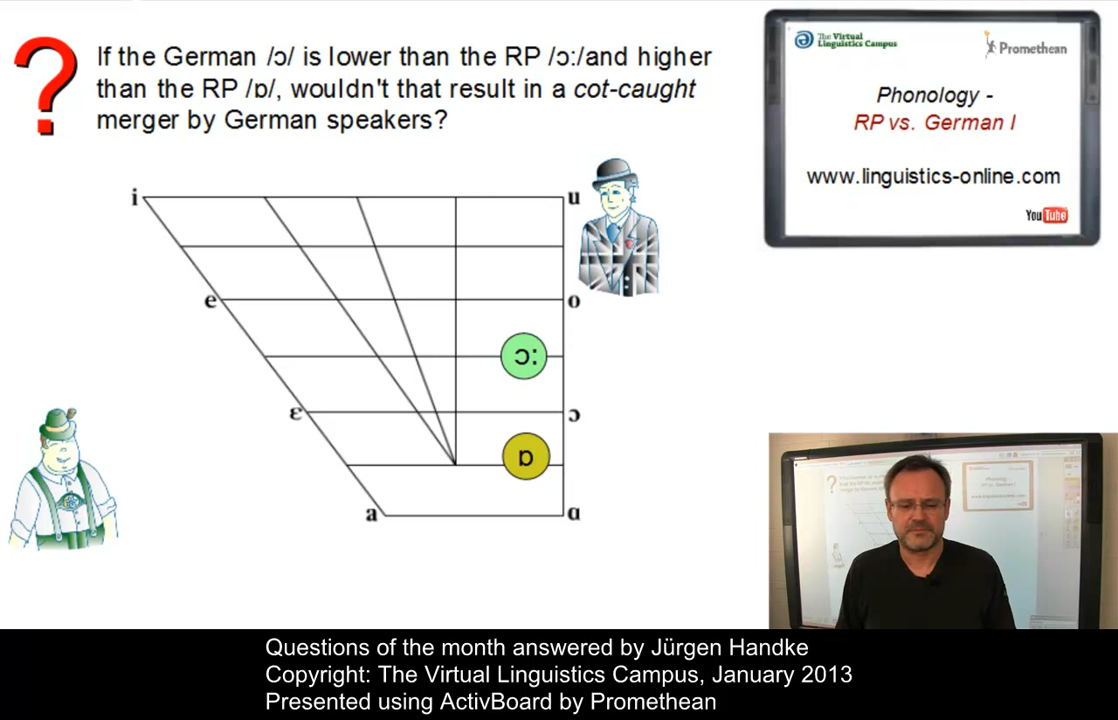 If the German /ɔ/ is lower than the RP /ɔː/and higher
than the RP /ɒ/, wouldn't that result in a cot-caught
merger by German speakers?
The Virtual
Linguistics Campus
Promethean
Phonology -
RP vs. German I
www.linguistics-online.com
YouTube
i
u
e
o
ɔː
ɛ
ɔ
ɒ
a
ɑ
Questions of the month answered by Jürgen Handke
Copyright: The Virtual Linguistics Campus, January 2013
Presented using ActivBoard by Promethean